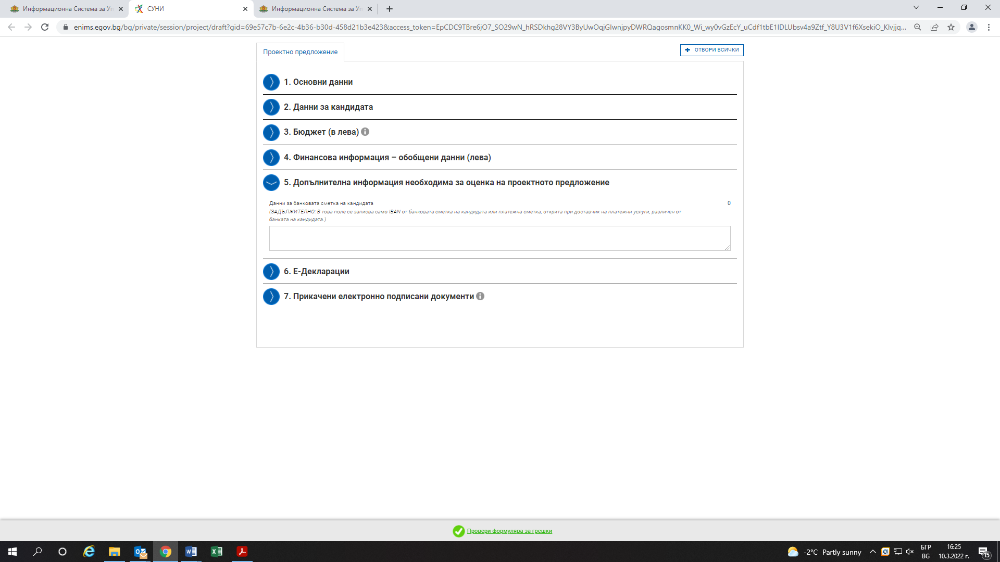 Информационна Система за Уп
СУНИ
Информационна Система за Уп
enims.egov.bg/bg/private/session/project/draft?gid=69e57c7b-6e2c-4b36-b30d-458d21b3e423&access_token=EpCDC9TBre6jO7_SO29wN_hRSDkhg28VY3ByUwOqjGIwnjpyDWRQagosmnKK0_Wi_wy0vGzEcY_uCdf1tbE1IDLUbsv4a9Ztf_Y8U3V1f6XsekiO_Klvjjq...
Проектно предложение
ОТВОРИ ВСИЧКИ
1. Основни данни
2. Данни за кандидата
3. Бюджет (в лева)
4. Финансова информация – обобщени данни (лева)
5. Допълнителна информация необходима за оценка на проектното предложение
Данни за банковата сметка на кандидата
0
(ЗАДЪЛЖИТЕЛНО: В това поле се записва само IBAN от банковата сметка на кандидата или платежна сметка, открита при доставчик на платежни услуги, различен от
банката на кандидата.)
6. Е-Декларации
7. Прикачени електронно подписани документи
Провери формуляра за грешки
-2°C Partly sunny
БГР
BG
16:25
10.3.2022 г.
15